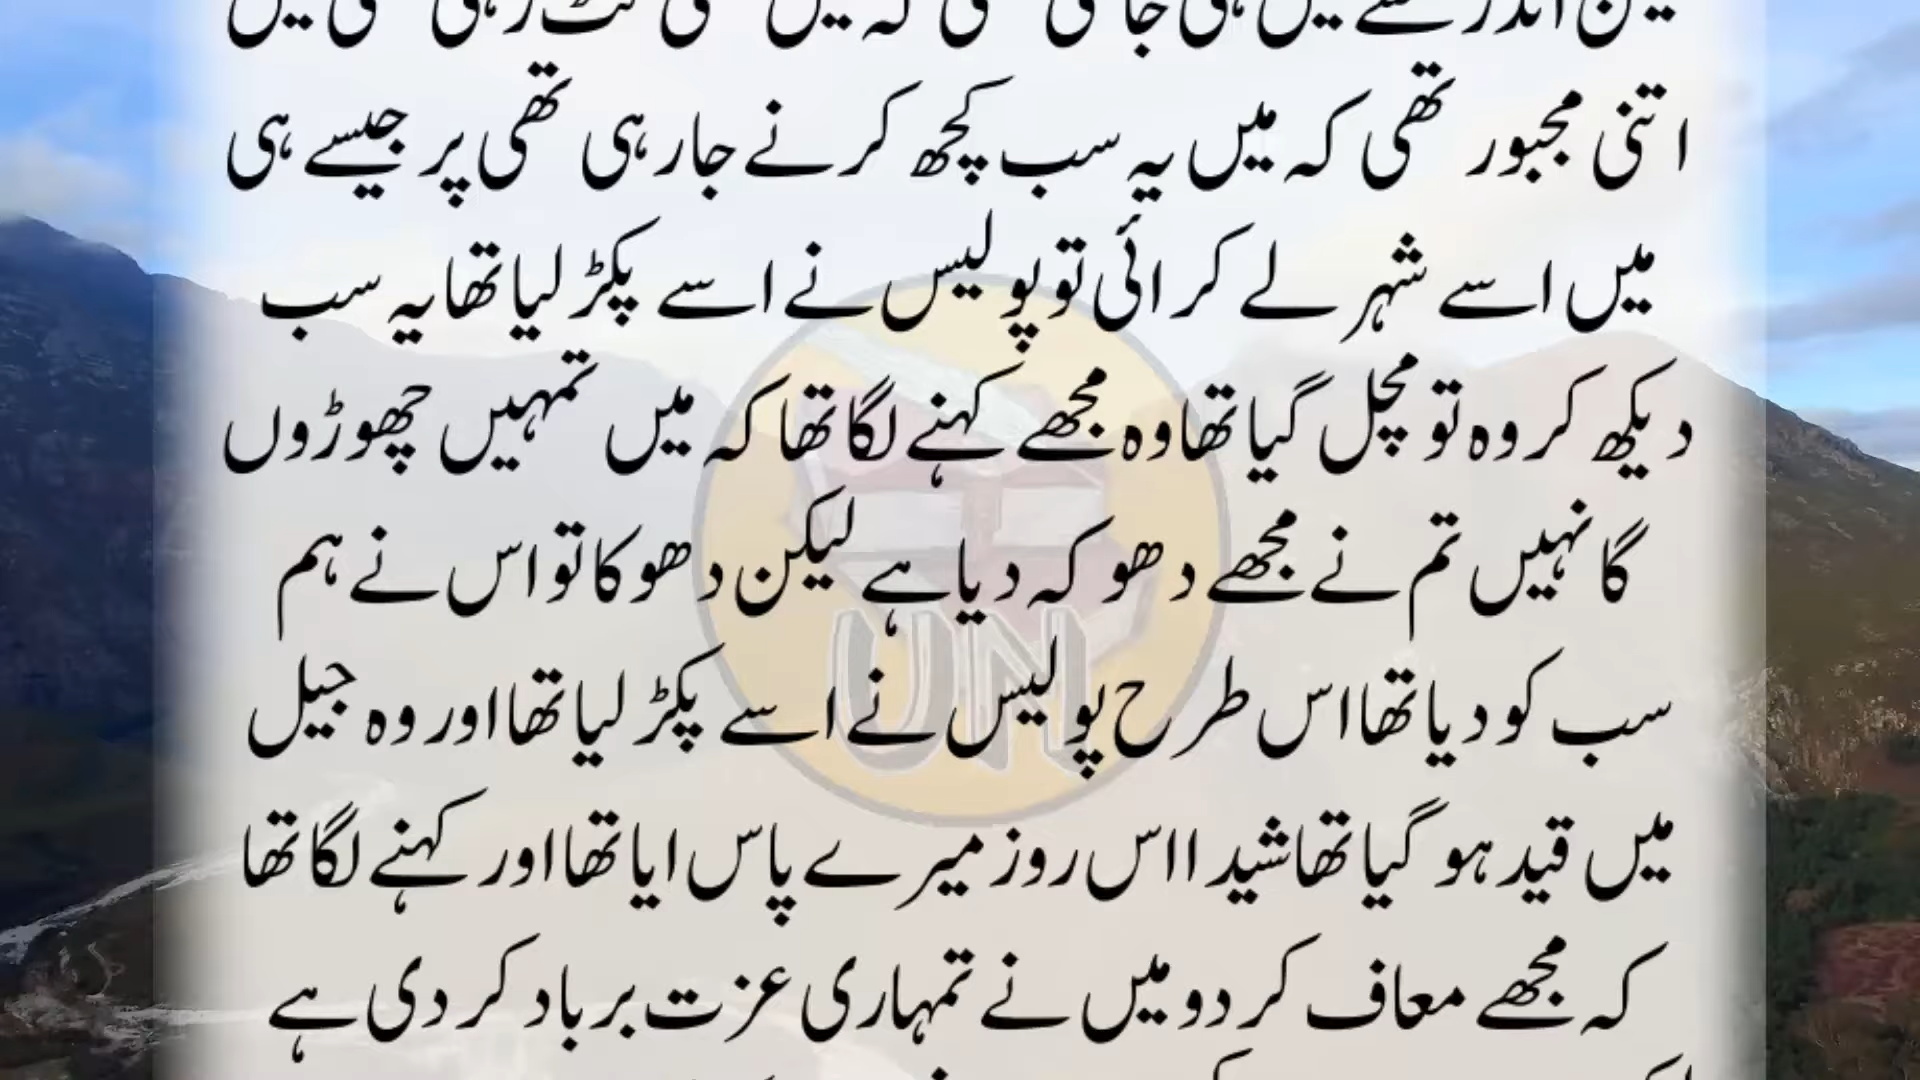 اتنی مجبور تھی کہ میں یہ سب کچھ کرنے جارہی تھی پر جیسے ہی
میں اسے شہر لے کر ائی تو پولیس نے اسے پکڑ لیا تھا یہ سب
دیکھ کر وہ تو مچل گیا تھا وہ مجھے کہنے لگا تھا کہ میں تمہیں چھوڑوں
گا نہیں تم نے مجھے دھوکہ دیا ہے لیکن دھوکا تو اس نے ہم
سب کو دیا تھا اس طرح پولیس نے اسے پکڑ لیا تھا اور وہ جیل
میں قید ہو گیا تھا شیدا اس روز میرے پاس ایا تھا اور کہنے لگا تھا
کہ مجھے معاف کر دو میں نے تمہاری عزت برباد کر دی ہے
UN